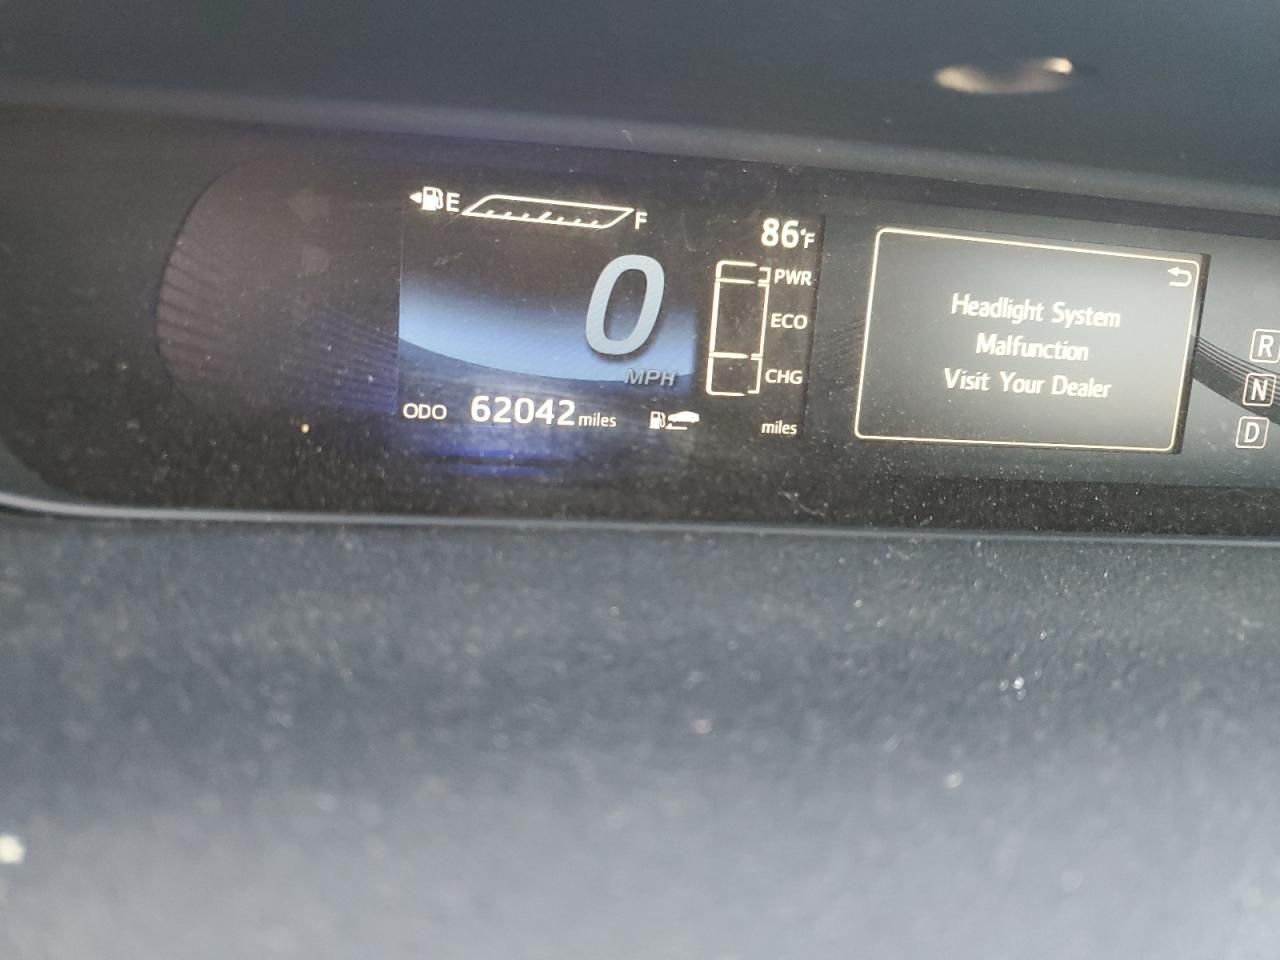 E F
86°F
0
MPH
PWR
ECO
CHG
ODO 62042 miles
miles
Headlight System
Malfunction
Visit Your Dealer
R
N
D